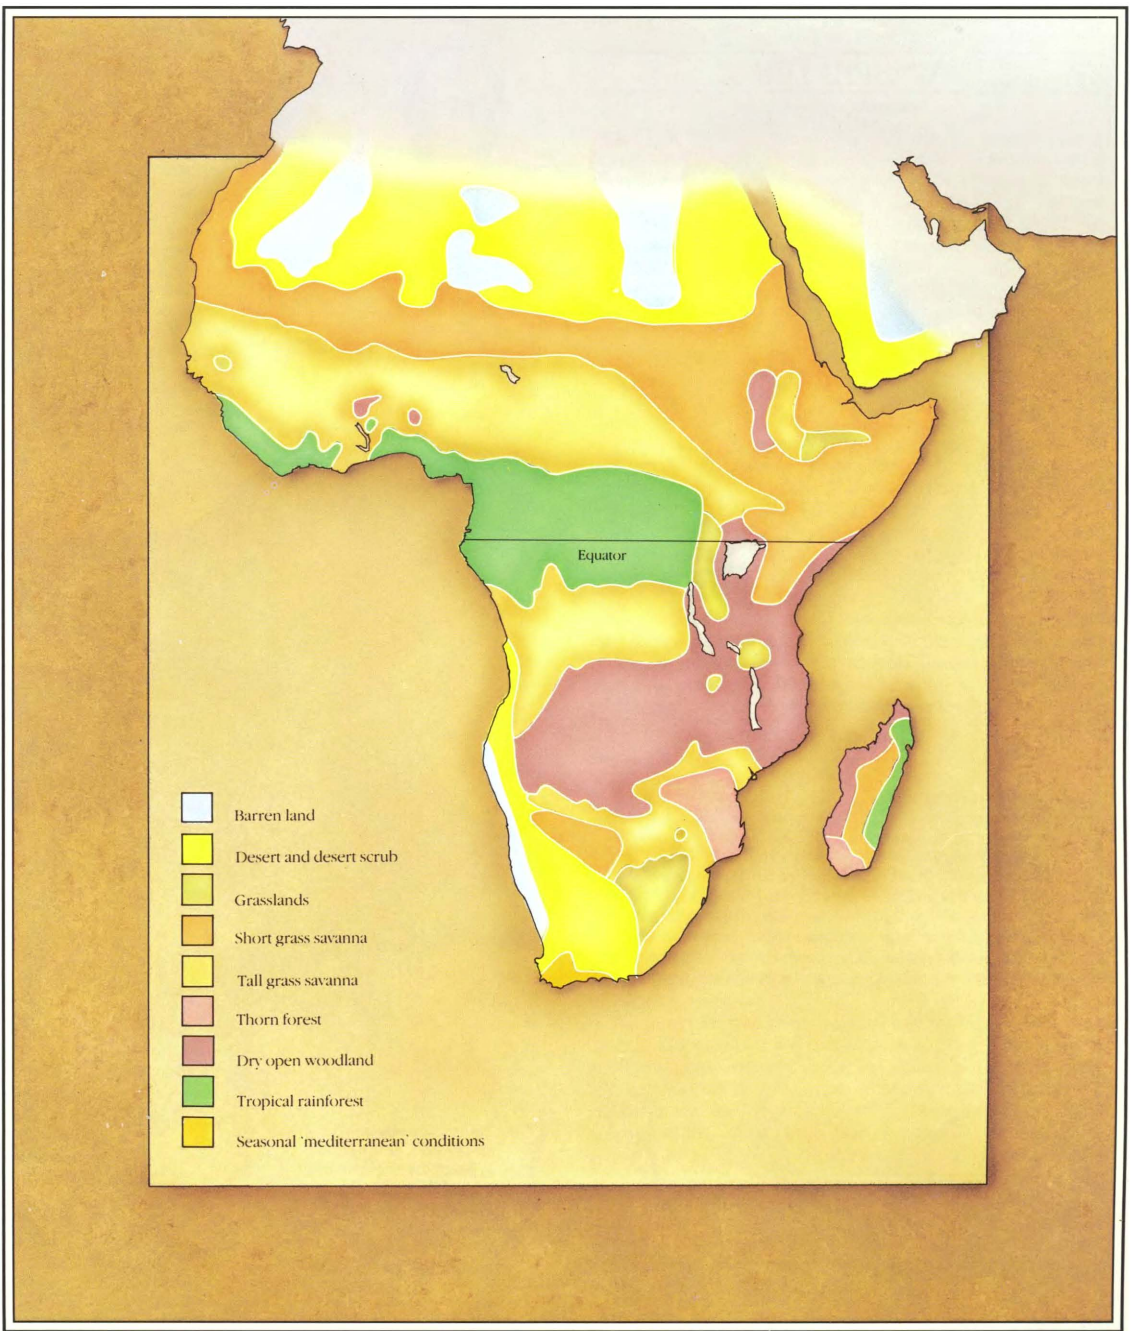 Equator
Barren land
Desert and desert scrub
Grasslands
Short grass savanna
Tall grass savanna
Thorn forest
Dry open woodland
Tropical rainforest
Seasonal ‘mediterranean’ conditions